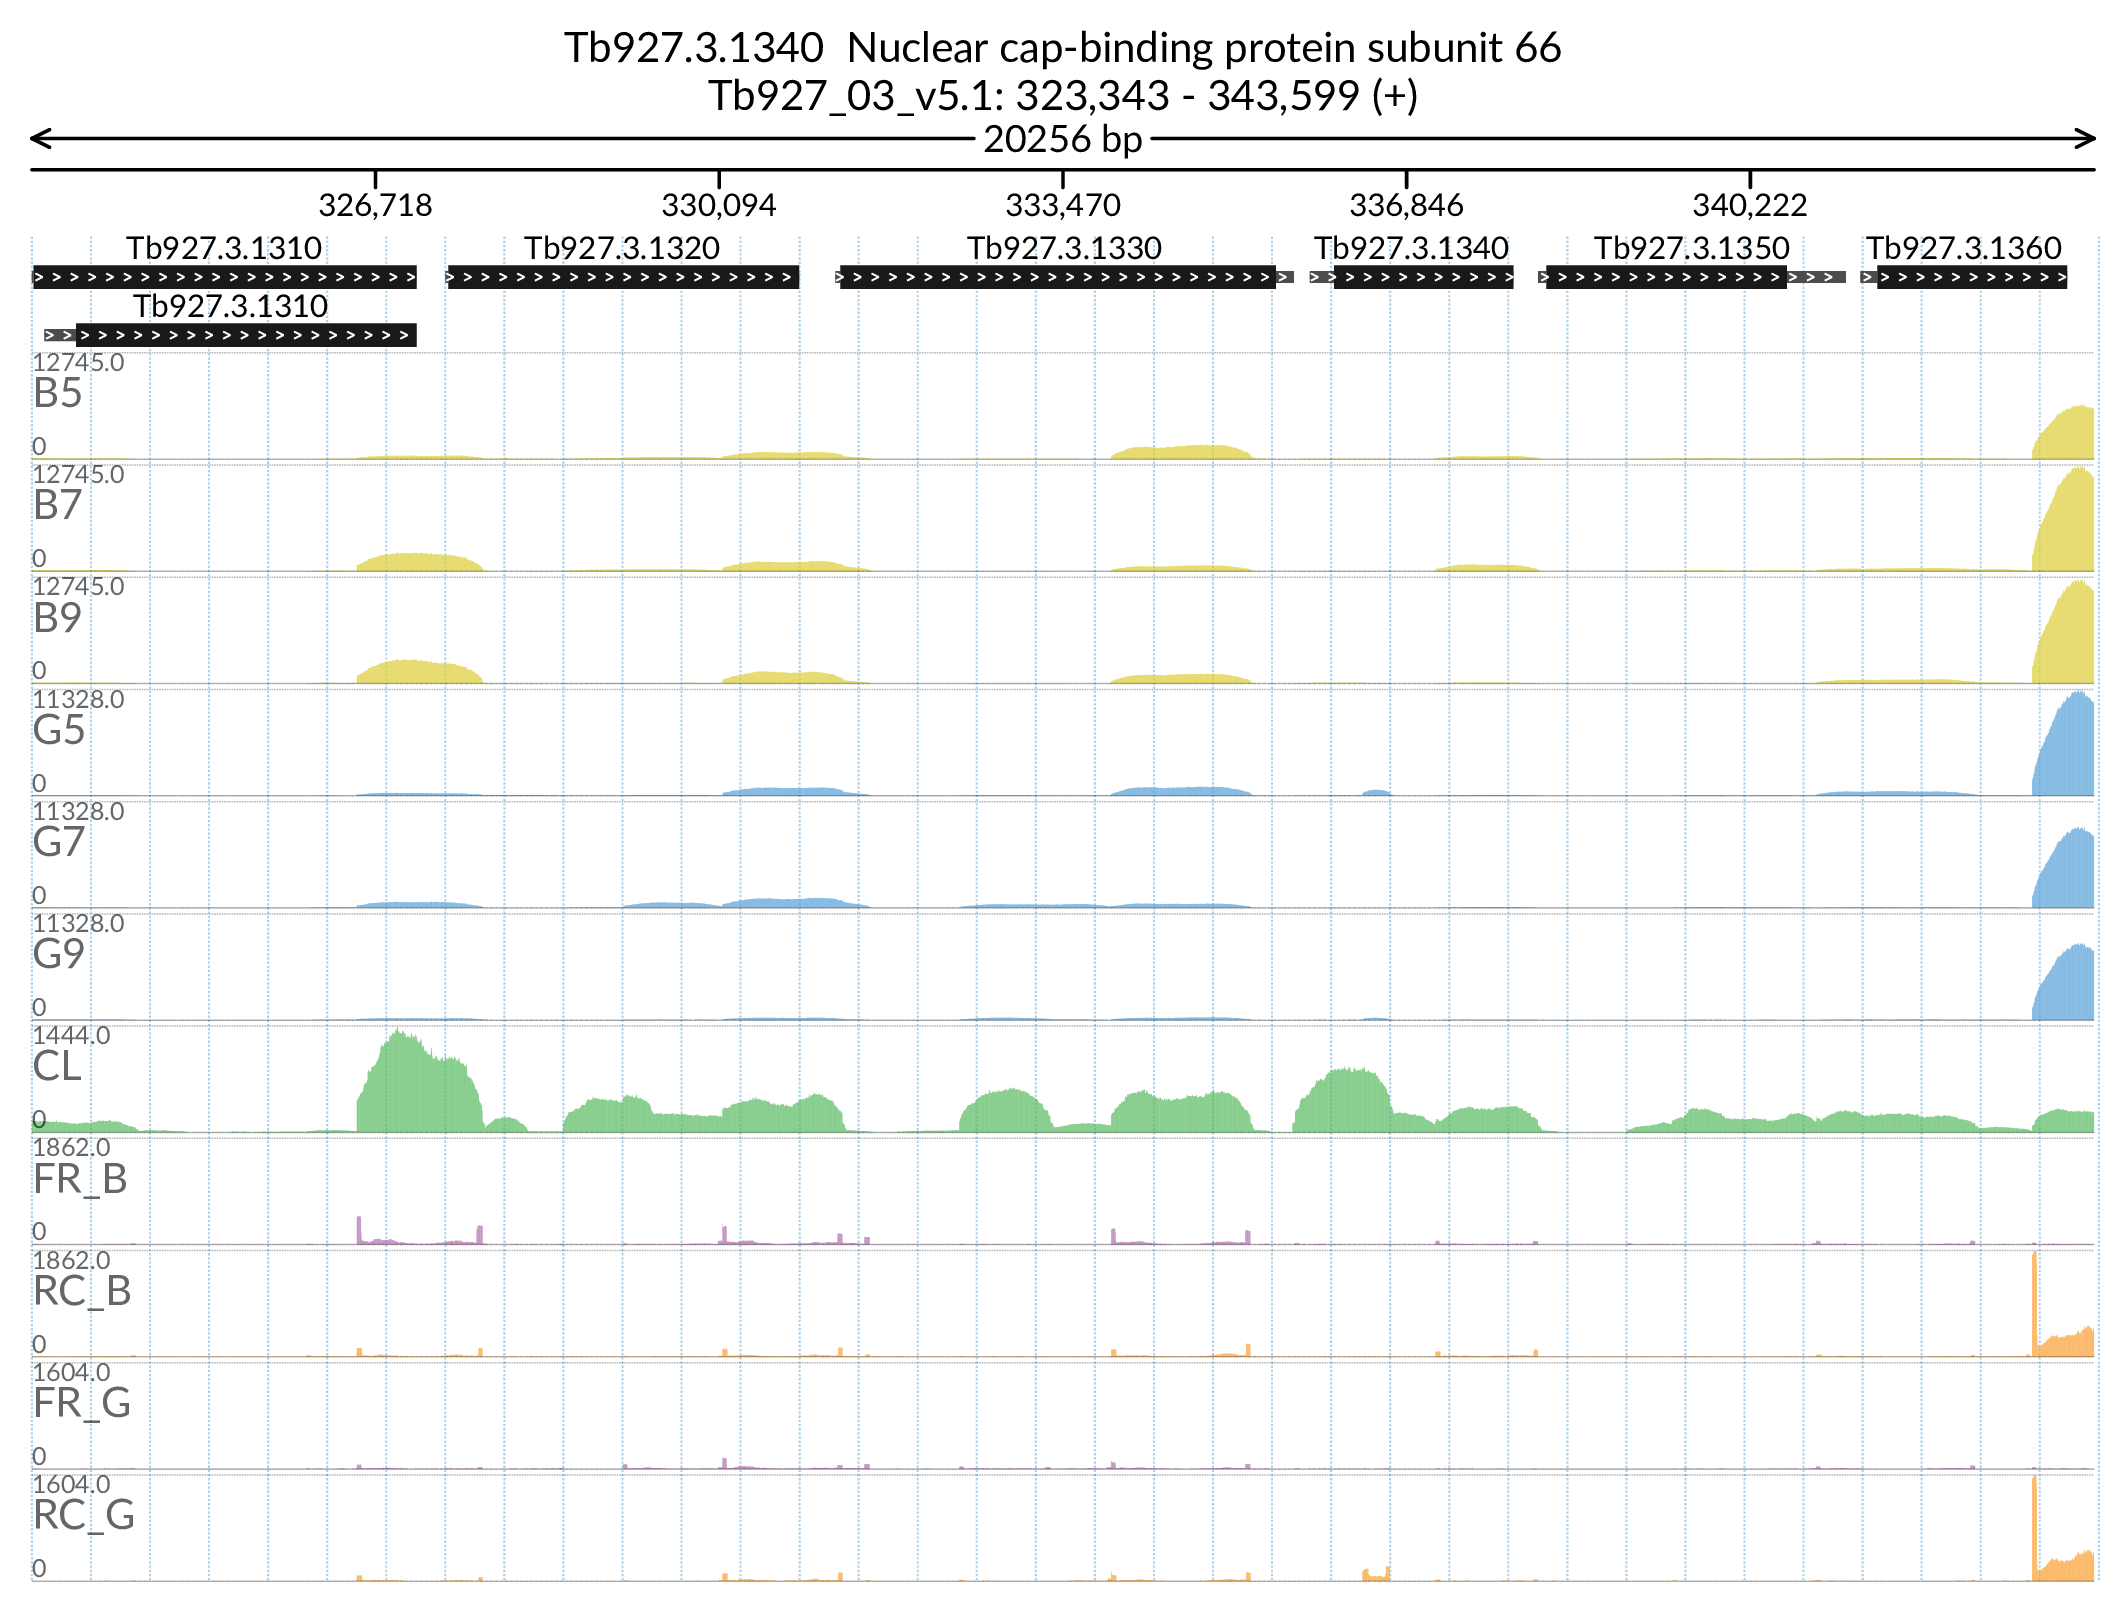 Tb927.3.1340  Nuclear cap-binding protein subunit 66
Tb927_03_v5.1: 323,343 - 343,599 (+)
20256 bp
326,718 330,094 333,470 336,846 340,222
Tb927.3.1310 Tb927.3.1320 Tb927.3.1330 Tb927.3.1340 Tb927.3.1350 Tb927.3.1360
Tb927.3.1310
12745.0
B5
0
12745.0
B7
0
12745.0
B9
0
11328.0
G5
0
11328.0
G7
0
11328.0
G9
0
1444.0
CL
0
1862.0
FR_B
0
1862.0
RC_B
0
1604.0
FR_G
0
1604.0
RC_G
0